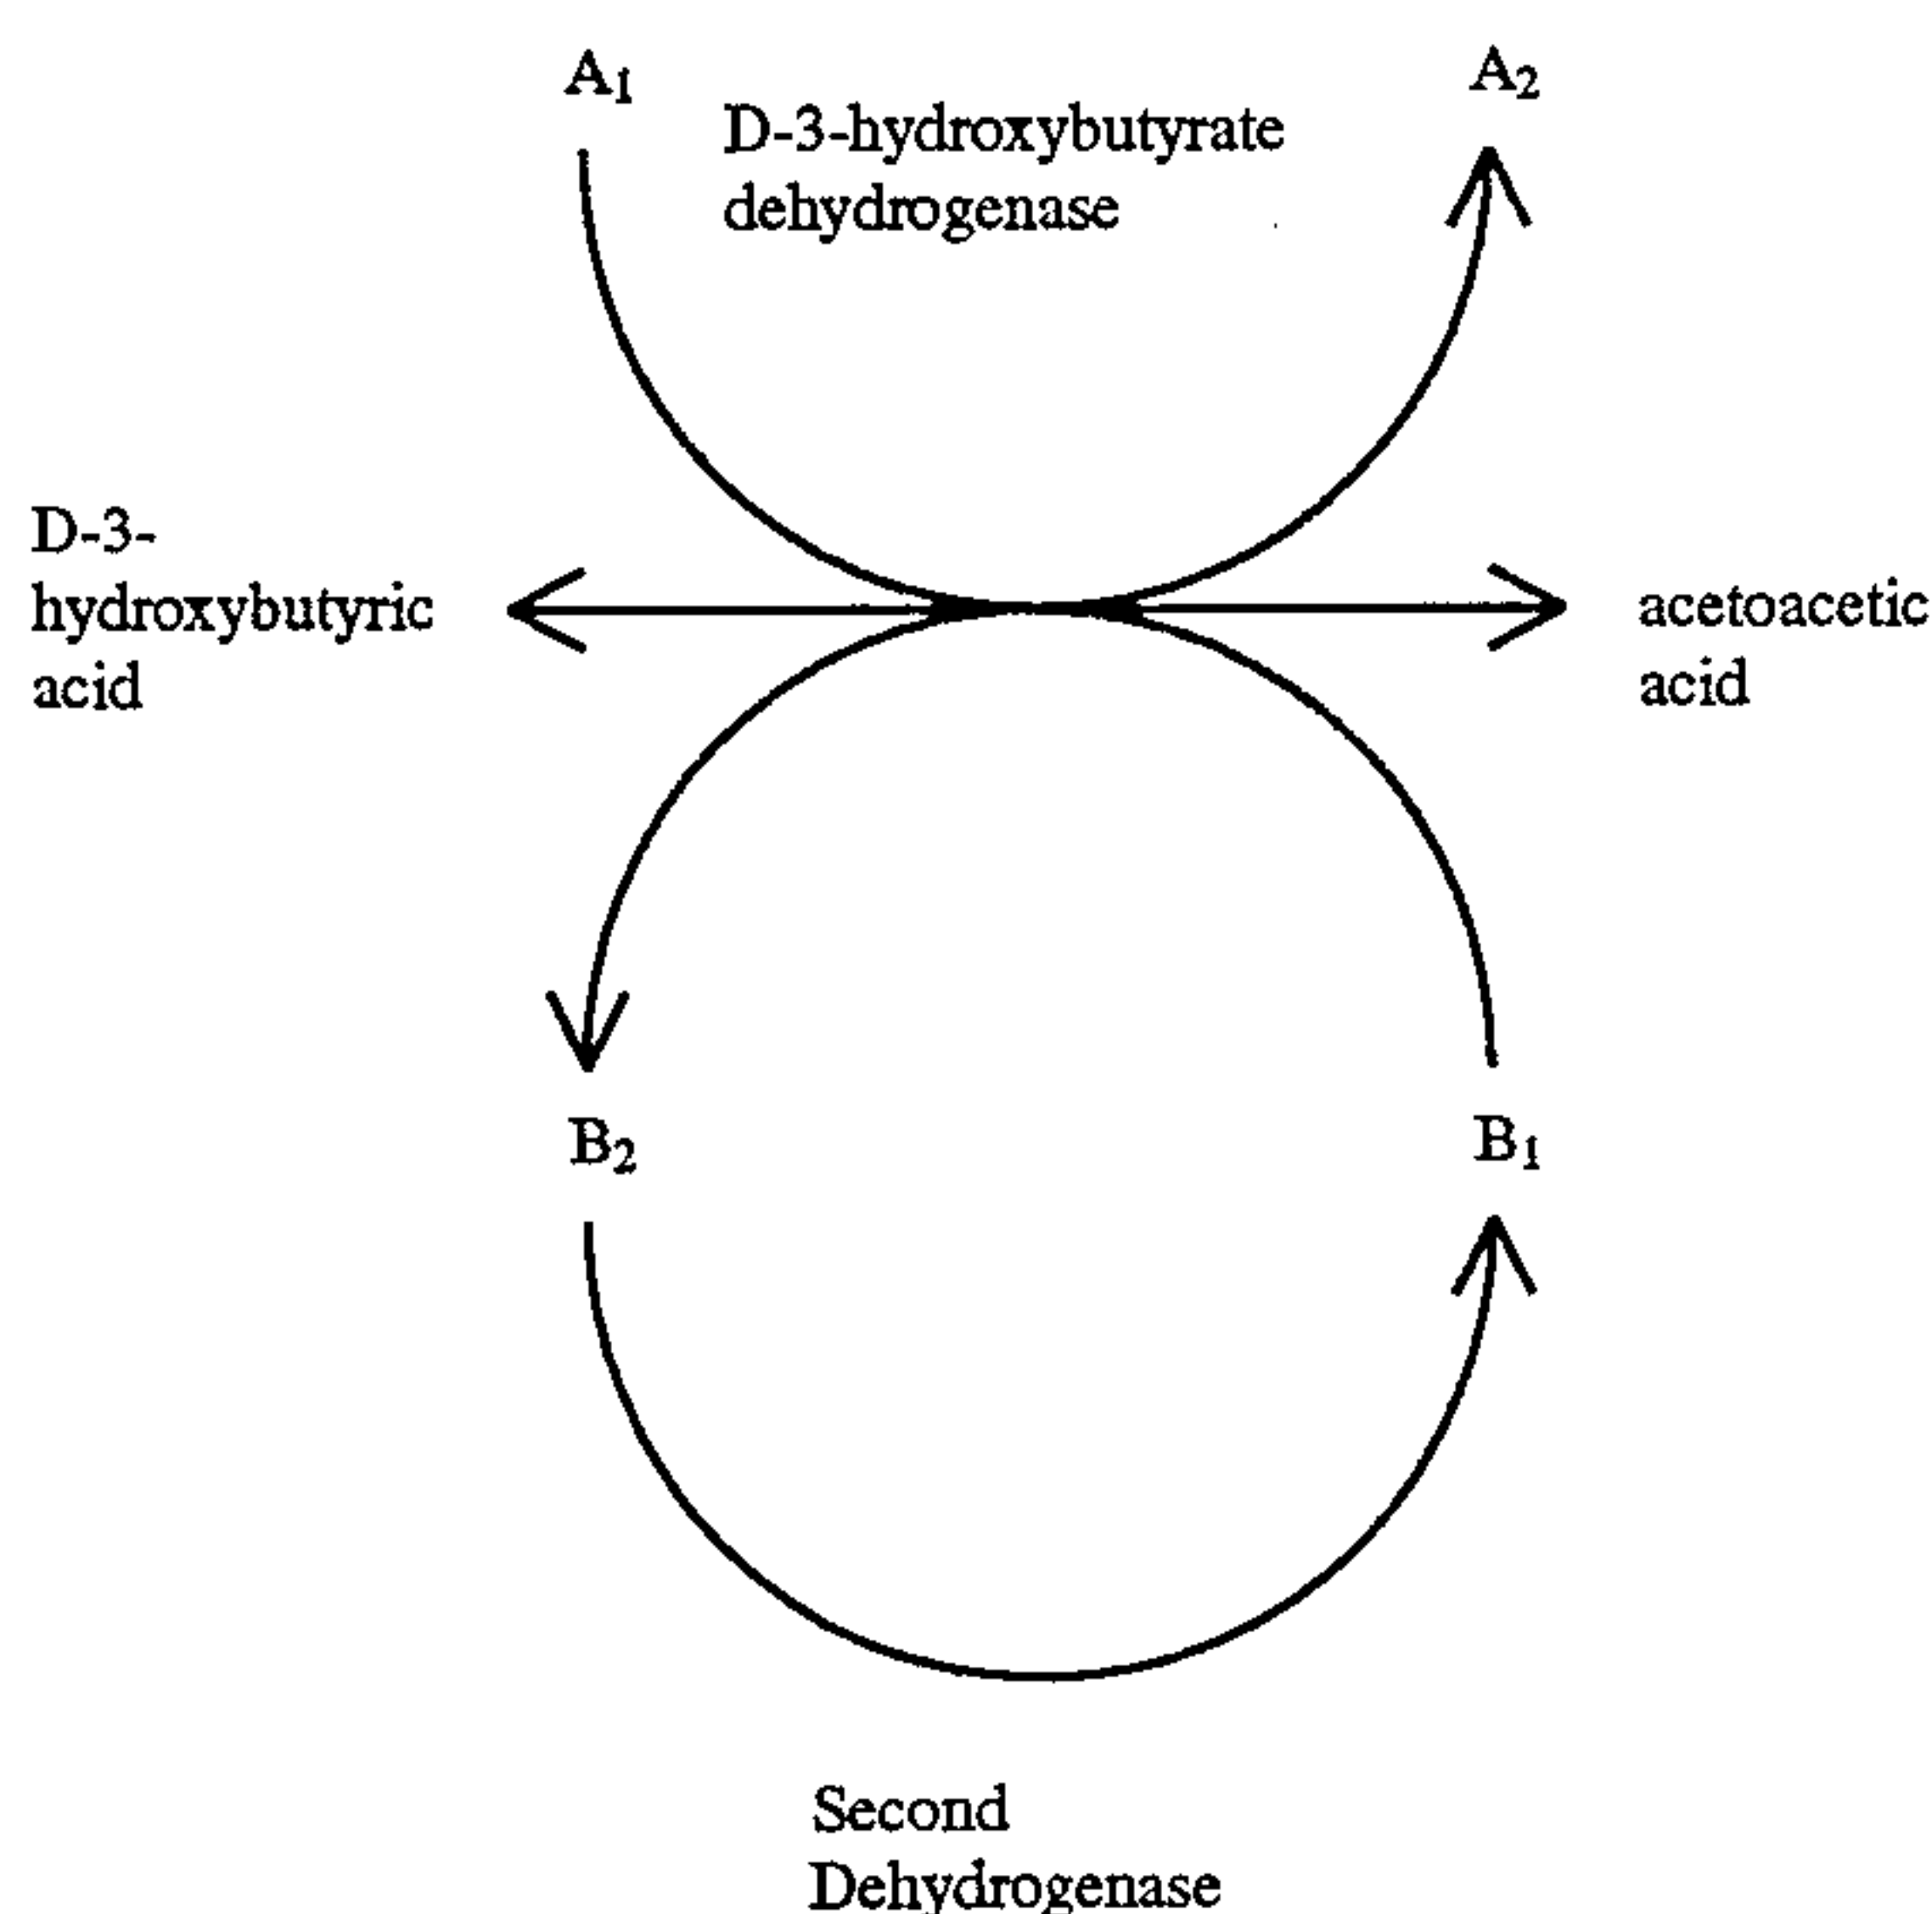 A1
A2
D-3-hydroxybutyrate
dehydrogenase
D-3-
hydroxybutyric
acid
acetoacetic
acid
B2
B1
Second
Dehydrogenase